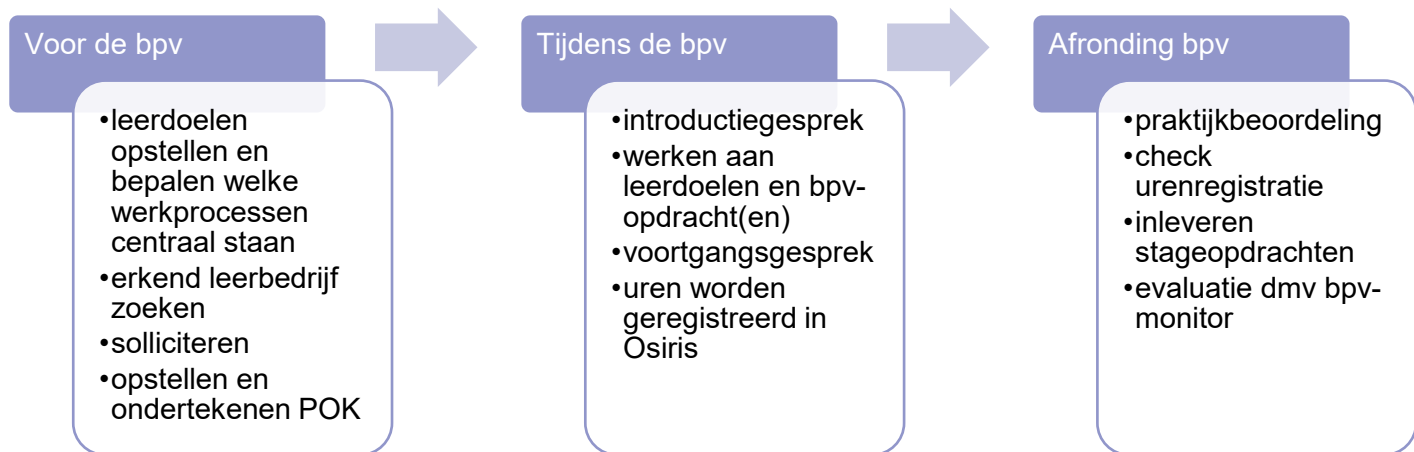 Voor de bpv
•leerdoelen
opstellen en
bepalen welke
werkprocessen
centraal staan
•erkend leerbedrijf
zoeken
•solliciteren
•opstellen en
ondertekenen POK
Tijdens de bpv
•introductiegesprek
•werken aan
leerdoelen en bpv-
opdracht(en)
•voortgangsgesprek
•uren worden
geregistreerd in
Osiris
Afronding bpv
•praktijkbeoordeling
•check
urenregistratie
•inleveren
stageopdrachten
•evaluatie dmv bpv-
monitor